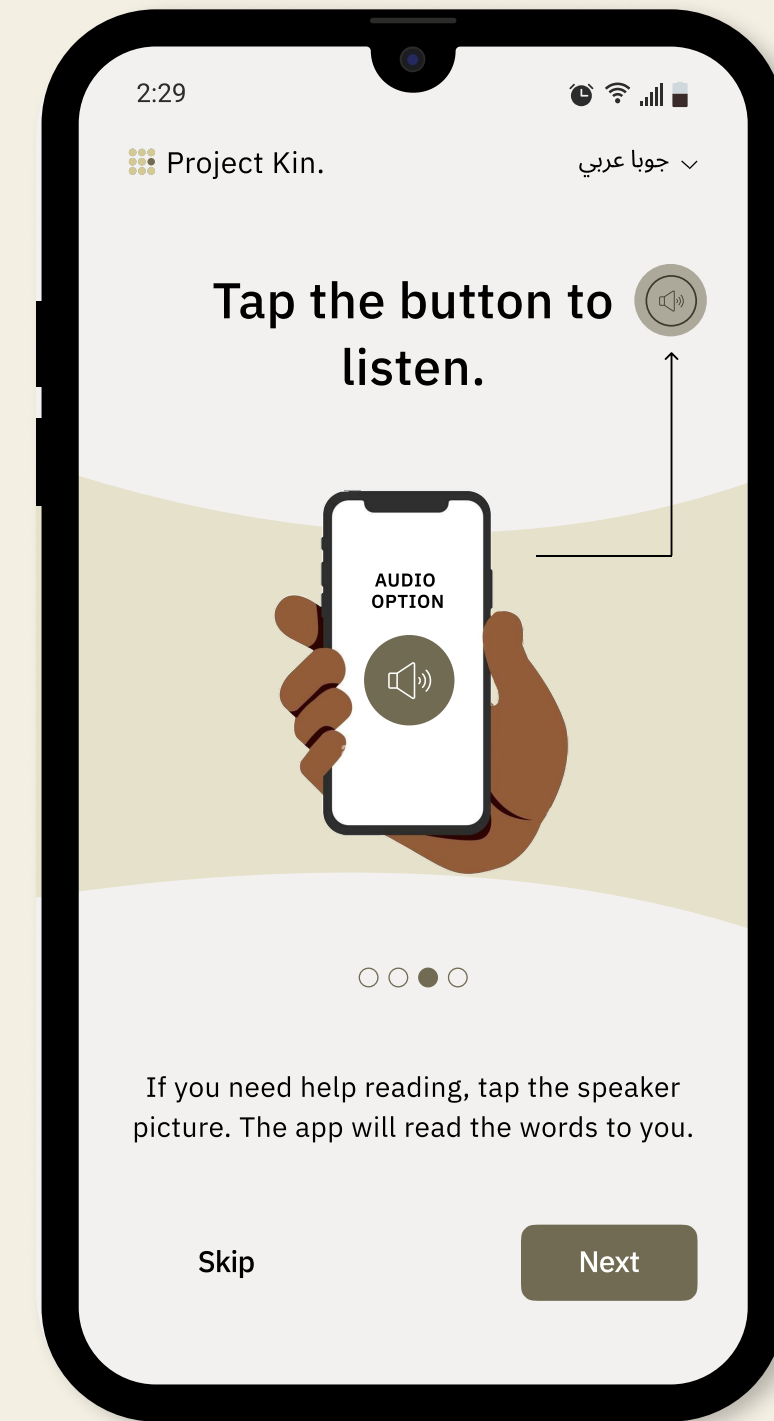 2:29
Project Kin.
جوبا عربي
Tap the button to
listen.
AUDIO
OPTION
If you need help reading, tap the speaker
picture. The app will read the words to you.
Skip
Next